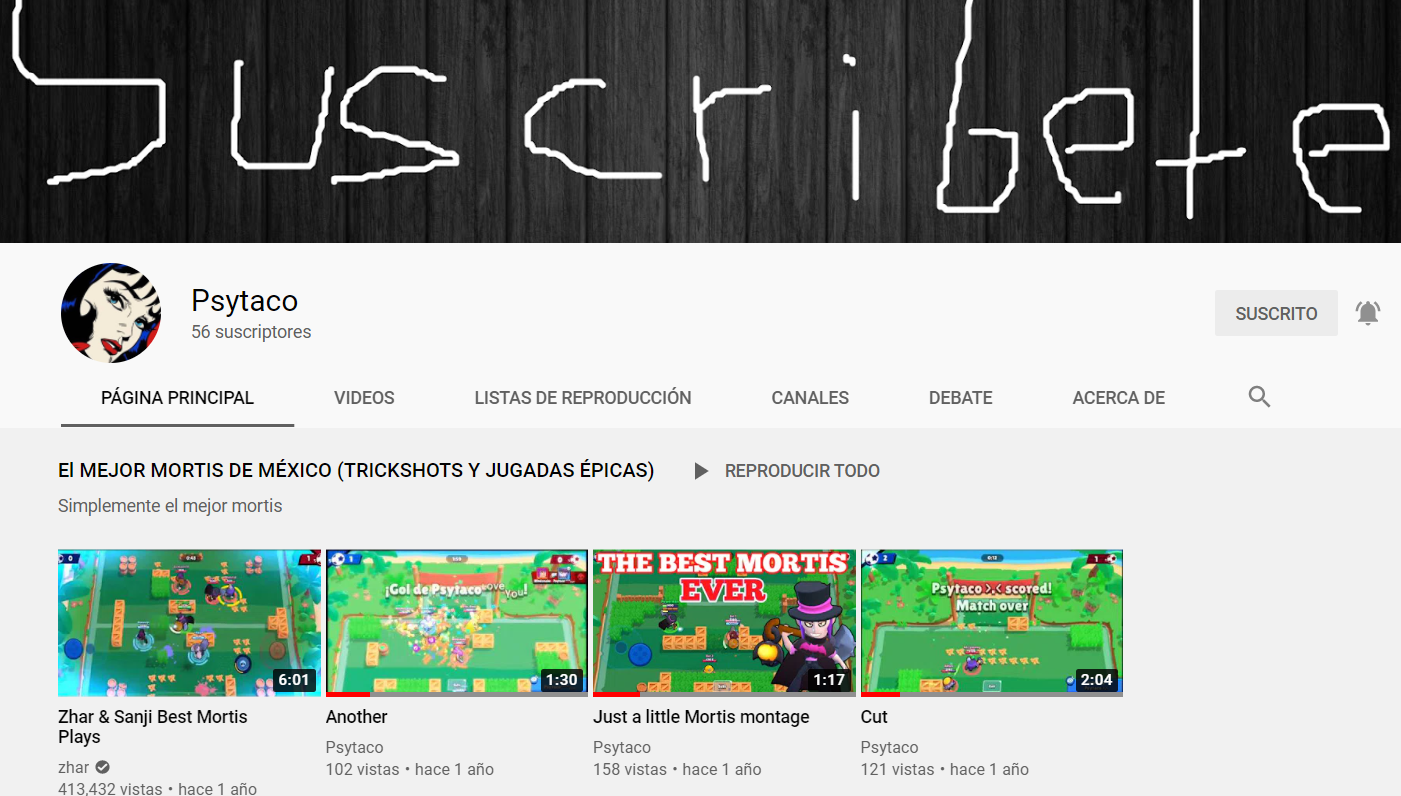 Suscribete
Psytaco
56 suscriptores
SUSCRITO
PÁGINA PRINCIPAL VIDEOS LISTAS DE REPRODUCCIÓN CANALES DEBATE ACERCA DE
El MEJOR MORTIS DE MÉXICO (TRICKSHOTS Y JUGADAS ÉPICAS) REPRODUCIR TODO
Simplemente el mejor mortis
6:01
¡Gol de Psytaco
You!
1:30
THE BEST MORTIS
EVER
1:17
Psytaco >.< scored!
Match over
2:04
Zhar & Sanji Best Mortis
Plays
zhar
413,432 vistas • hace 1 año
Another
Psytaco
102 vistas • hace 1 año
Just a little Mortis montage
Psytaco
158 vistas • hace 1 año
Cut
Psytaco
121 vistas • hace 1 año